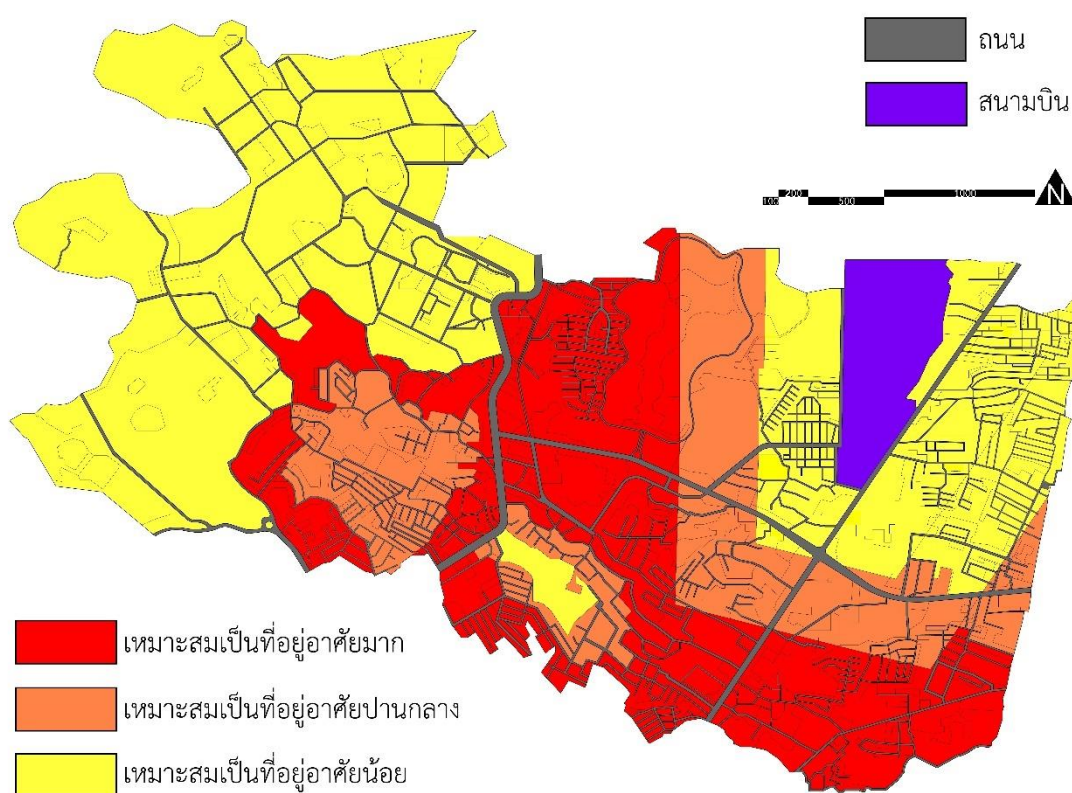 ถนน
สนามบิน
200 1000
100 500
N
เหมาะสมเป็นที่อยู่อาศัยมาก
เหมาะสมเป็นที่อยู่อาศัยปานกลาง
เหมาะสมเป็นที่อยู่อาศัยน้อย